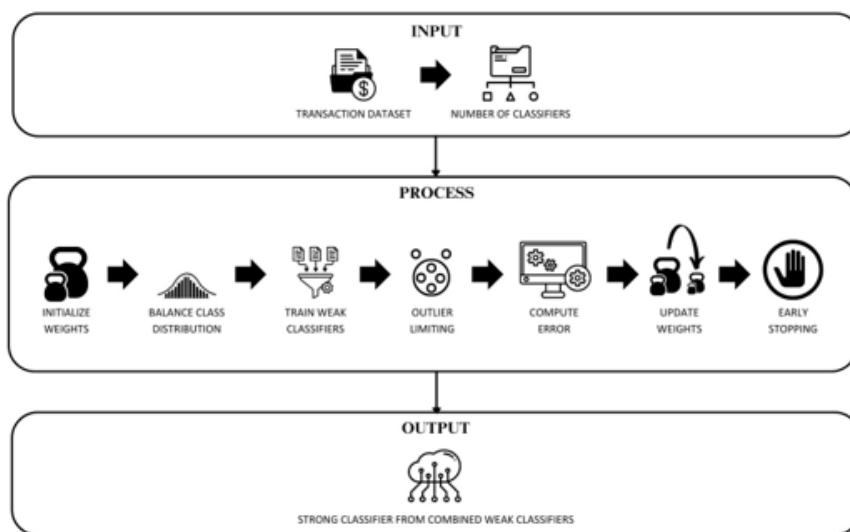 INPUT
$
TRANSACTION DATASET
NUMBER OF CLASSIFIERS
PROCESS
INITIALIZE
WEIGHTS
BALANCE CLASS
DISTRIBUTION
TRAIN WEAK
CLASSIFIERS
OUTLIER
LIMITING
COMPUTE
ERROR
UPDATE
WEIGHTS
EARLY
STOPPING
OUTPUT
STRONG CLASSIFIER FROM COMBINED WEAK CLASSIFIERS